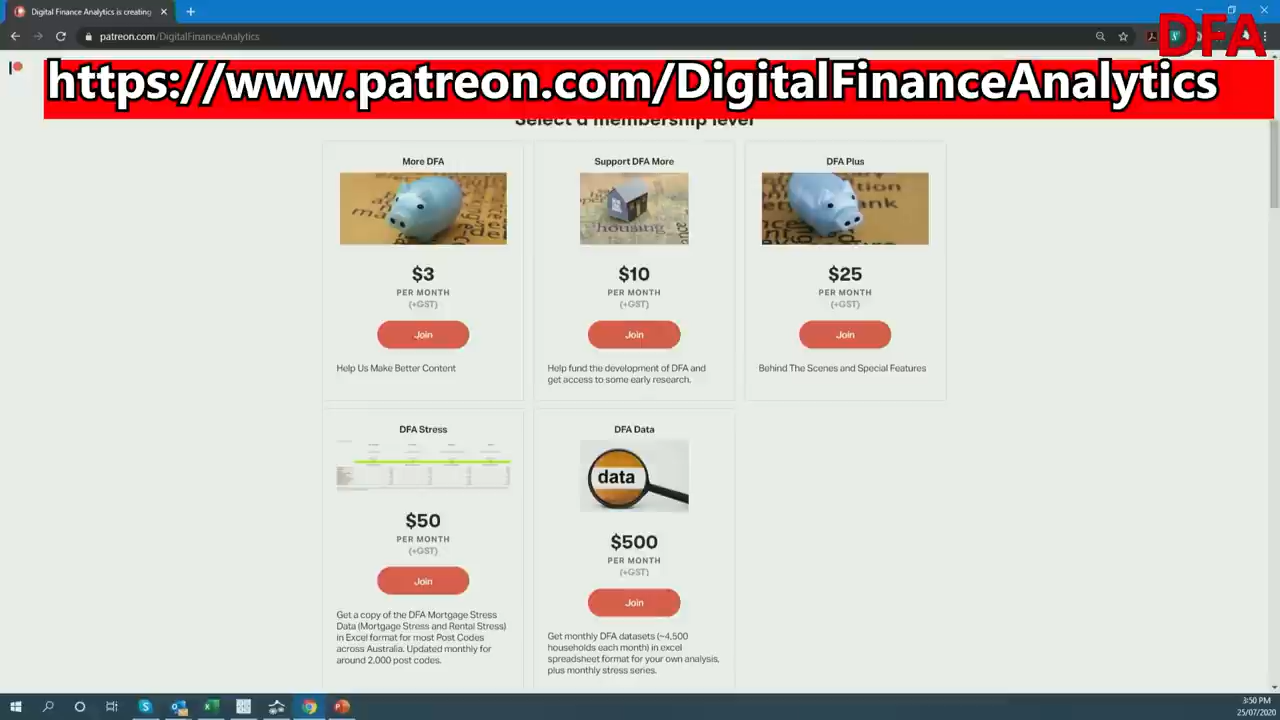 Digital Finance Analytics is creating
patreon.com/DigitalFinanceAnalytics
DFA
https://www.patreon.com/DigitalFinanceAnalytics
Select a membership level
More DFA
$3
PER MONTH
(+GST)
Join
Help Us Make Better Content
Support DFA More
housing
$10
PER MONTH
(+GST)
Join
Help fund the development of DFA and
get access to some early research.
DFA Plus
$25
PER MONTH
(+GST)
Join
Behind The Scenes and Special Features
DFA Stress
$50
PER MONTH
(+GST)
Join
Get a copy of the DFA Mortgage Stress
Data (Mortgage Stress and Rental Stress)
in Excel format for most Post Codes
across Australia. Updated monthly for
around 2,000 post codes.
DFA Data
data
$500
PER MONTH
(+GST)
Join
Get monthly DFA datasets (~4,500
households each month) in excel
spreadsheet format for your own analysis,
plus monthly stress series.
3:50 PM
25/07/2020